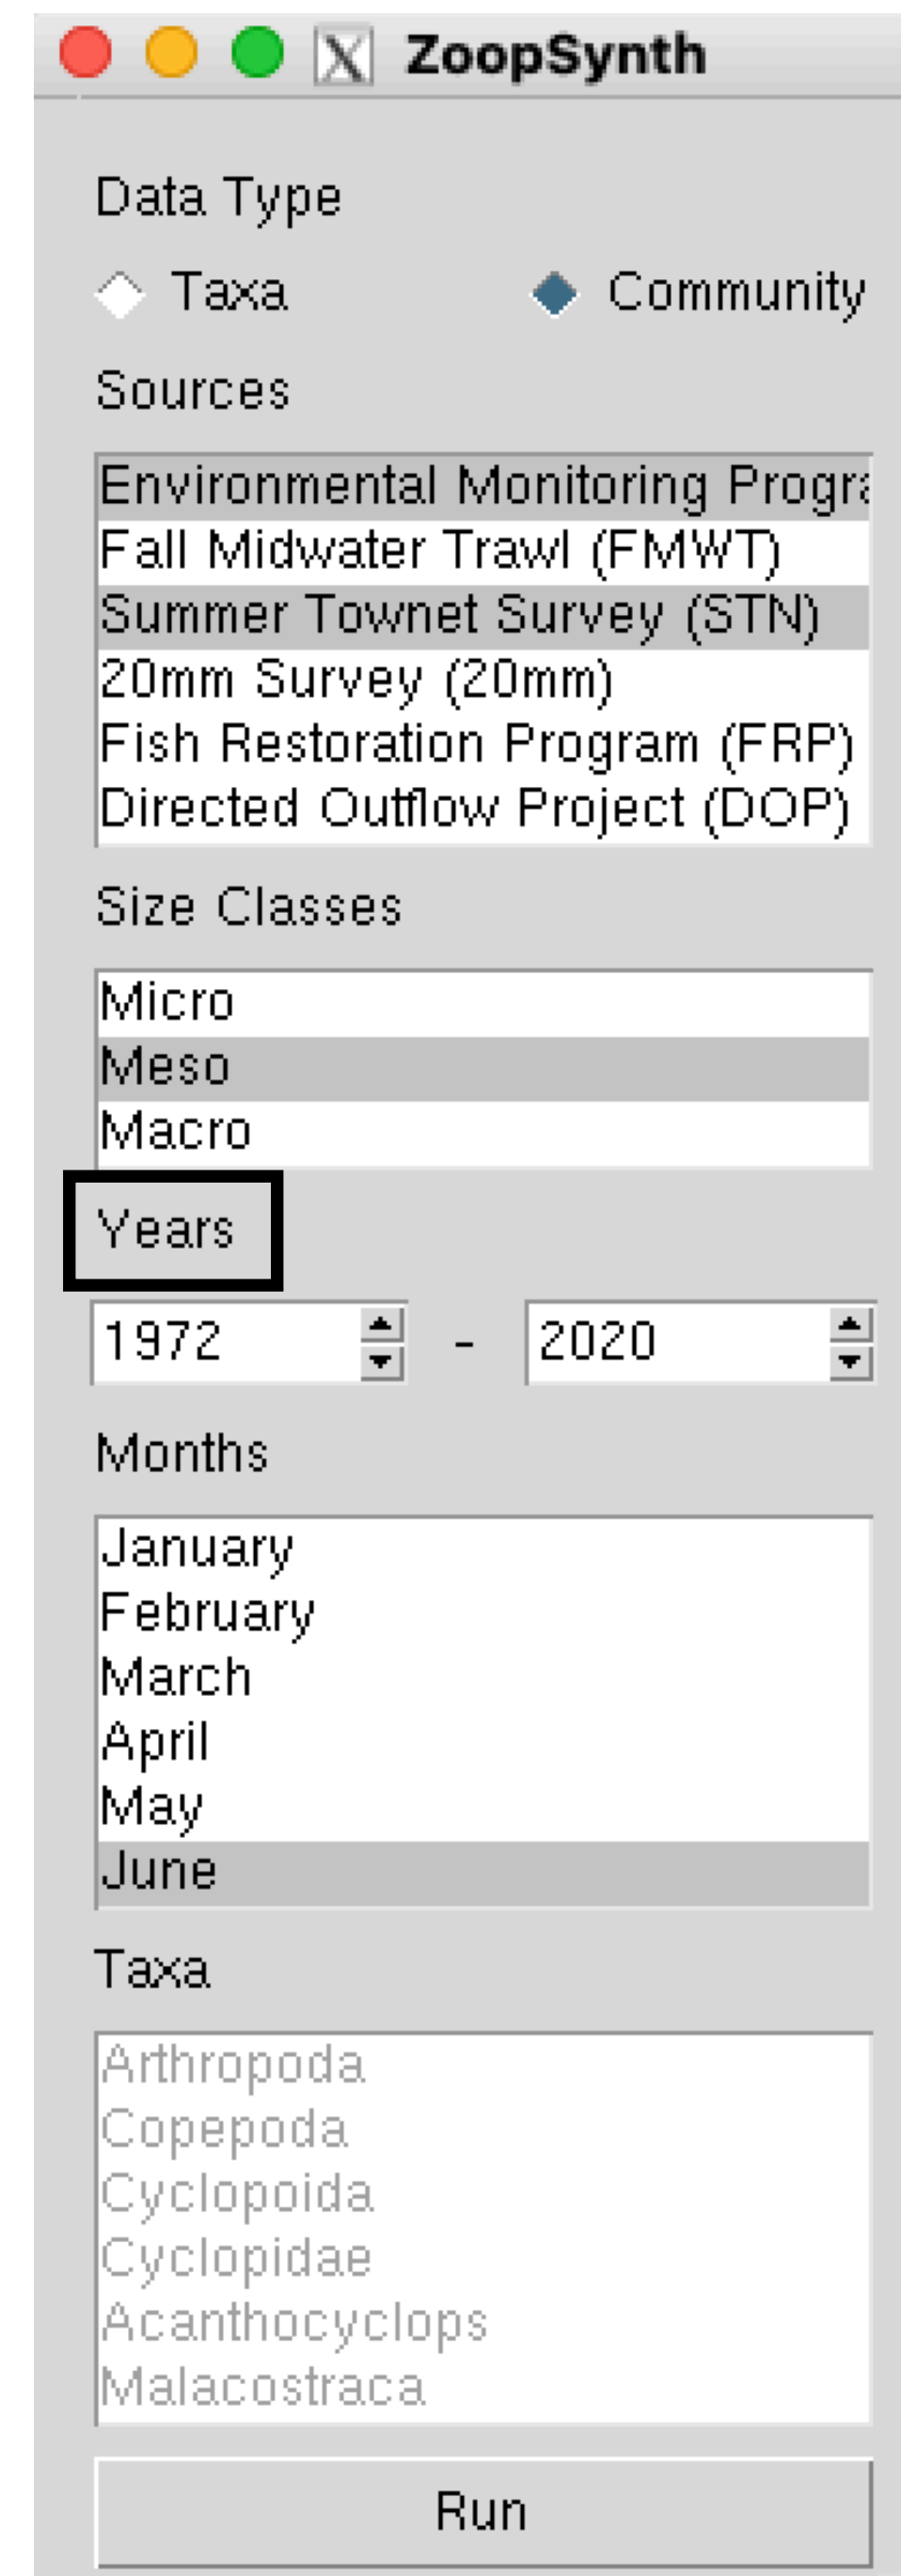 ZoopSynth
Data Type
Taxa Community
Sources
Environmental Monitoring Progra
Fall Midwater Trawl (FMWT)
Summer Townet Survey (STN)
20mm Survey (20mm)
Fish Restoration Program (FRP)
Directed Outflow Project (DOP)
Size Classes
Micro
Meso
Macro
Years
1972 - 2020
Months
January
February
March
April
May
June
Taxa
Arthropoda
Copepoda
Cyclopoida
Cyclopidae
Acanthocyclops
Malacostraca
Run